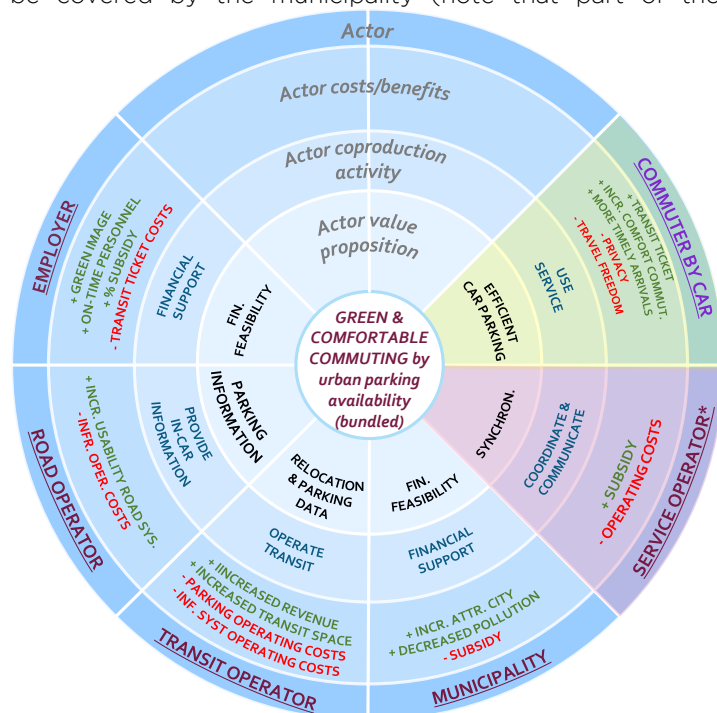 be covered by the municipality (note that part of the
Actor
Actor costs/benefits
Actor coproduction
activity
Actor value
proposition
GREEN &
COMFORTABLE
COMMUTING by
urban parking
availability
(bundled)
COMMUTER BY CAR
+ TRANSIT TICKET
+ INCR. COMFORT COMMUT.
+ MORE TIMELY ARRIVALS
- PRIVACY
- TRAVEL FREEDOM
USE
SERVICE
EFFICIENT
CAR PARKING
SERVICE OPERATOR*
+ SUBSIDY
- OPERATING COSTS
COORDINATE &
COMMUNICATE
SYNCHRON.
MUNICIPALITY
+ INCR. ATTR. CITY
+ DECREASED POLLUTION
- SUBSIDY
FINANCIAL
SUPPORT
FIN.
FEASIBILITY
TRANSIT OPERATOR
+ IINCREASED REVENUE
+ INCREASED TRANSIT SPACE
- PARKING OPERATING COSTS
- INF. SYST OPERATING COSTS
OPERATE
TRANSIT
RELOCATION
& PARKING
DATA
ROAD OPERATOR
+ INCR. USABILITY ROAD SYS.
- INFR. OPER. COSTS
PROVIDE
IN-CAR
INFORMATION
PARKING
INFORMATION
EMPLOYER
+ GREEN IMAGE
+ ON-TIME PERSONNEL
+ % SUBSIDY
- TRANSIT TICKET COSTS
FINANCIAL
SUPPORT
FIN.
FEASIBILITY